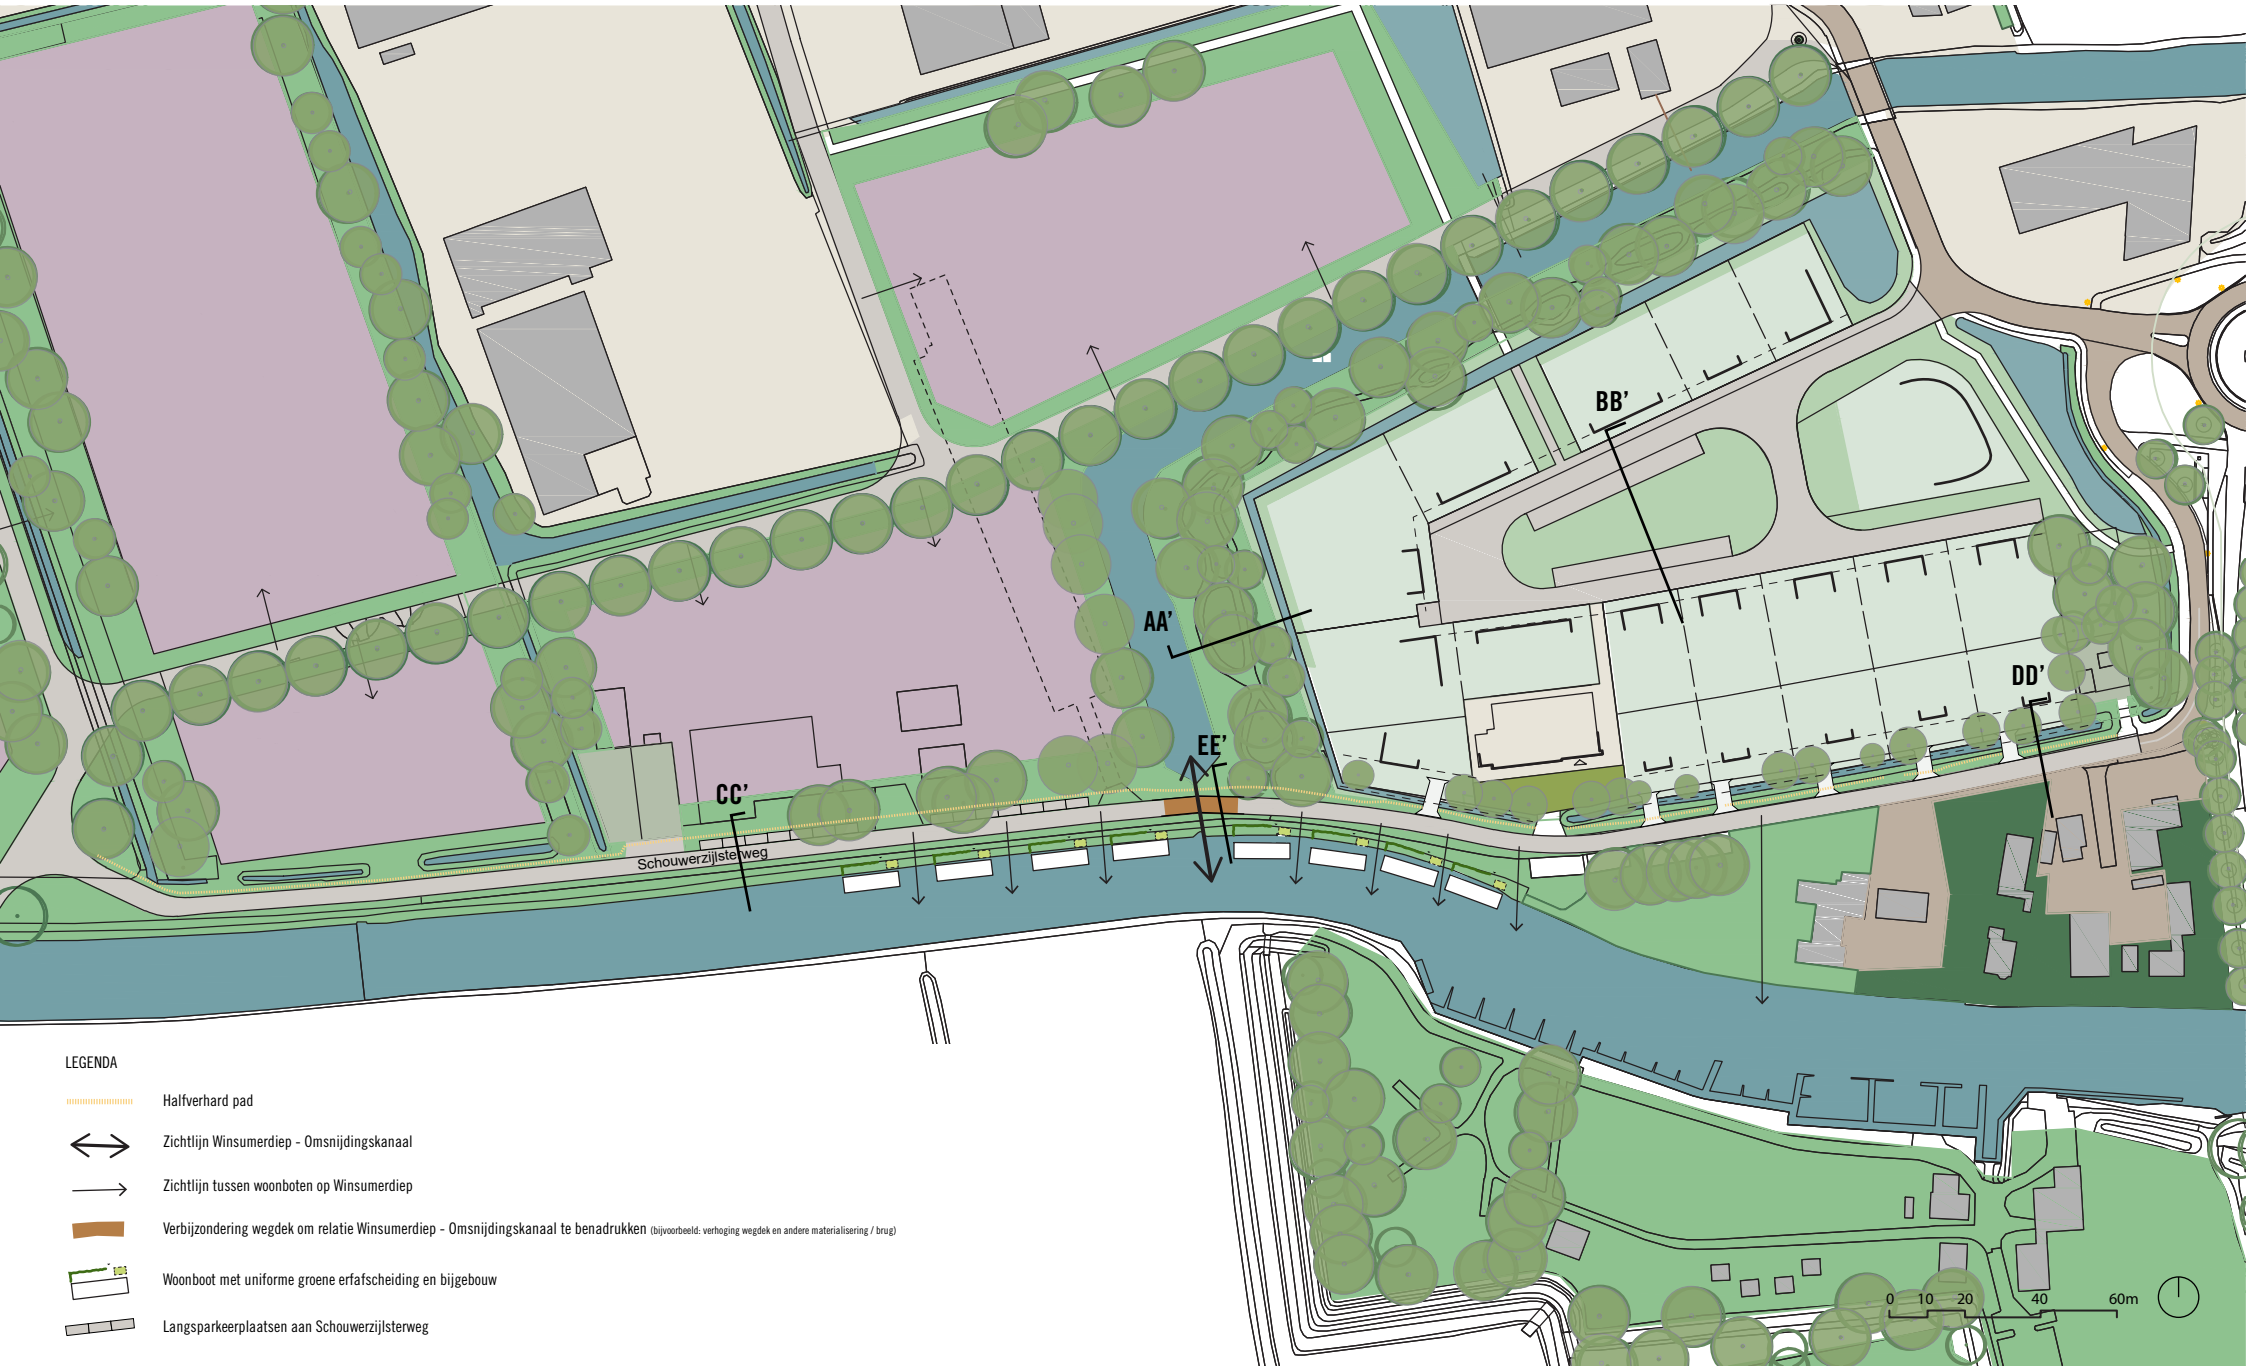 BB'
AA'
DD'
EE'
CC'
Schouwerzijlsterweg
LEGENDA
Halfverhard pad
Zichtlijn Winsumerdiep - Omsnijdingskanaal
Zichtlijn tussen woonboten op Winsumerdiep
Verbijzondering wegdek om relatie Winsumerdiep - Omsnijdingskanaal te benadrukken (bijvoorbeeld: verhoging wegdek en andere materialisering / brug)
Woonboot met uniforme groene erfafscheiding en bijgebouw
Langsparkeerplaatsen aan Schouwerzijlsterweg
0 10 20 40 60m